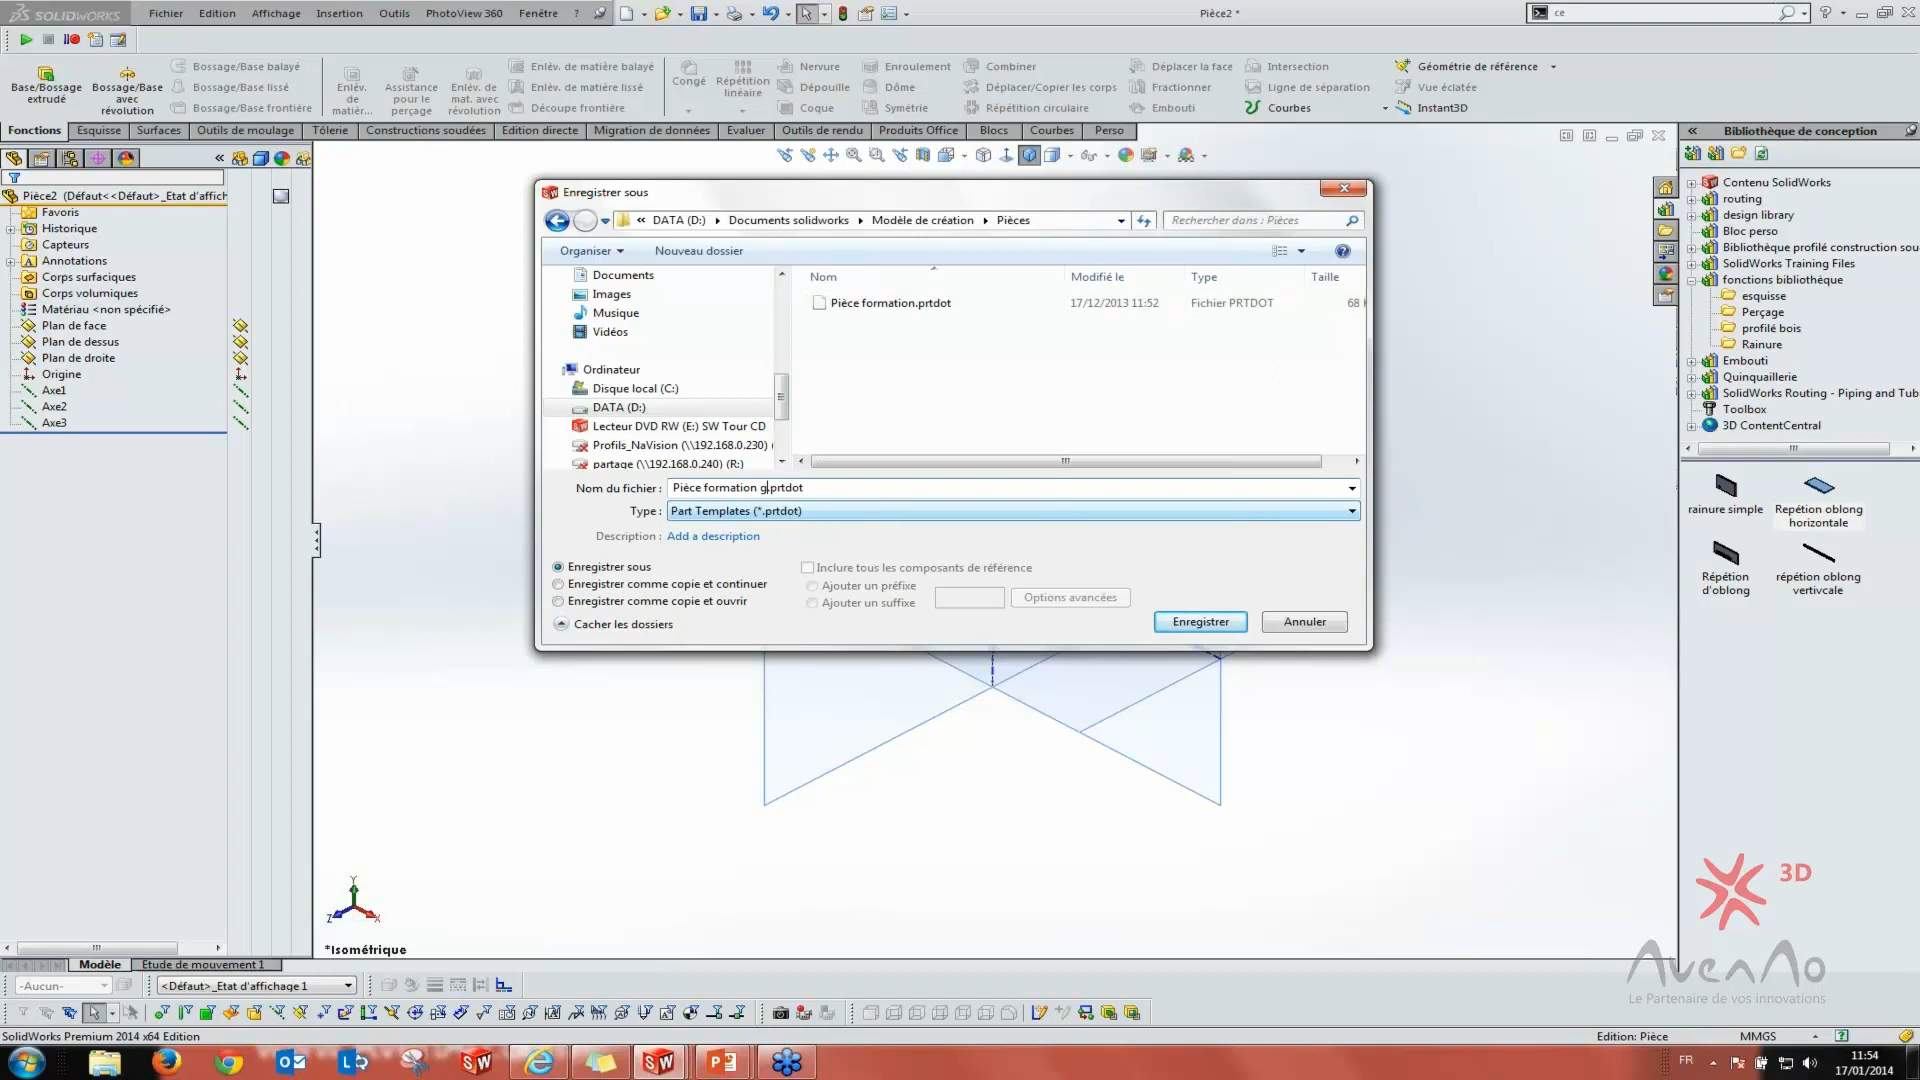 SOLIDWORKS Fichier Edition Affichage Insertion Outils PhotoView 360 Fenêtre ? Pièce2 * ce
Bossage/Base extrudé
Bossage/Base avec révolution
Bossage/Base balayé
Bossage/Base lissé
Bossage/Base frontière
Enlèv. de matièr...
Assistance pour le perçage
Enlèv. de mat. avec révolution
Enlèv. de matière balayé
Enlèv. de matière lissé
Découpe frontière
Congé
Répétition linéaire
Nervure
Dépouille
Coque
Enroulement
Dôme
Symétrie
Combiner
Déplacer/Copier les corps
Répétition circulaire
Déplacer la face
Fractionner
Embouti
Intersection
Ligne de séparation
Courbes
Géométrie de référence
Vue éclatée
Instant3D
Fonctions Esquisse Surfaces Outils de moulage Tôlerie Constructions soudées Edition directe Migration de données Evaluer Outils de rendu Produits Office Blocs Courbes Perso
Pièce2 (Défaut<<Défaut>_Etat d'affich
Favoris
Historique
Capteurs
Annotations
Corps surfaciques
Corps volumiques
Matériau <non spécifié>
Plan de face
Plan de dessus
Plan de droite
Origine
Axe1
Axe2
Axe3
Enregistrer sous
« DATA (D:) Documents solidworks Modèle de création Pièces Rechercher dans : Pièces
Organiser Nouveau dossier
Documents
Images
Musique
Vidéos
Ordinateur
Disque local (C:)
DATA (D:)
Lecteur DVD RW (E:) SW Tour CD
Profils_NaVision (\\192.168.0.230) (
partage (\\192.168.0.240) (R:)
Nom Modifié le Type Taille
Pièce formation.prtdot 17/12/2013 11:52 Fichier PRTDOT 68
Nom du fichier : Pièce formation g.prtdot
Type : Part Templates (*.prtdot)
Description : Add a description
Enregistrer sous
Enregistrer comme copie et continuer
Enregistrer comme copie et ouvrir
Inclure tous les composants de référence
Ajouter un préfixe
Ajouter un suffixe
Options avancées
Cacher les dossiers
Enregistrer Annuler
Bibliothèque de conception
Contenu SolidWorks
routing
design library
Bloc perso
Bibliothèque profilé construction sou
SolidWorks Training Files
fonctions bibliothèque
esquisse
Perçage
profilé bois
Rainure
Embouti
Quinquaillerie
SolidWorks Routing - Piping and Tub
Toolbox
3D ContentCentral
rainure simple
Repétion oblong horizontale
Répétion d'oblong
répétion oblong vertivcale
Y
Z
X
*Isométrique
3D
AvenAo
Le Partenaire de vos innovations
Modèle Etude de mouvement 1
-Aucun- <Défaut>_Etat d'affichage 1
SolidWorks Premium 2014 x64 Edition Edition: Pièce MMGS
FR 11:54
17/01/2014